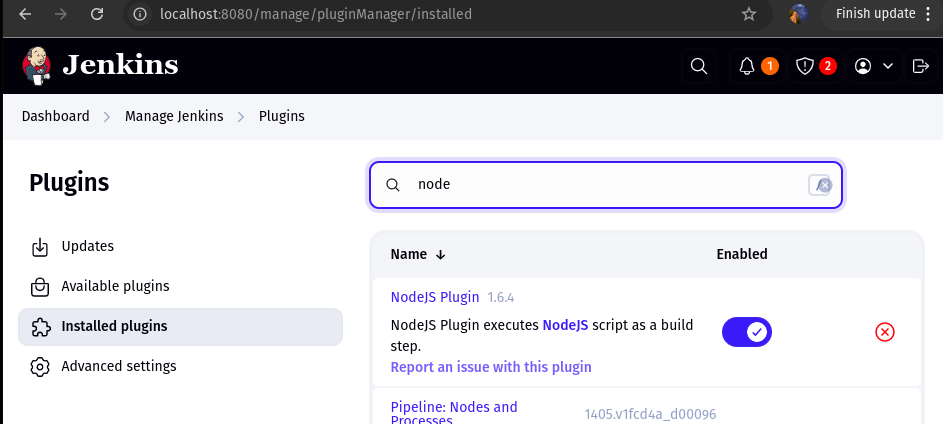 localhost:8080/manage/pluginManager/installed
Finish update
Jenkins
1
2
Dashboard
Manage Jenkins
Plugins
Plugins
node
Updates
Available plugins
Installed plugins
Advanced settings
Name
Enabled
NodeJS Plugin 1.6.4
NodeJS Plugin executes NodeJS script as a build
step.
Report an issue with this plugin
Pipeline: Nodes and
Processes
1405.v1fcd4a_d00096